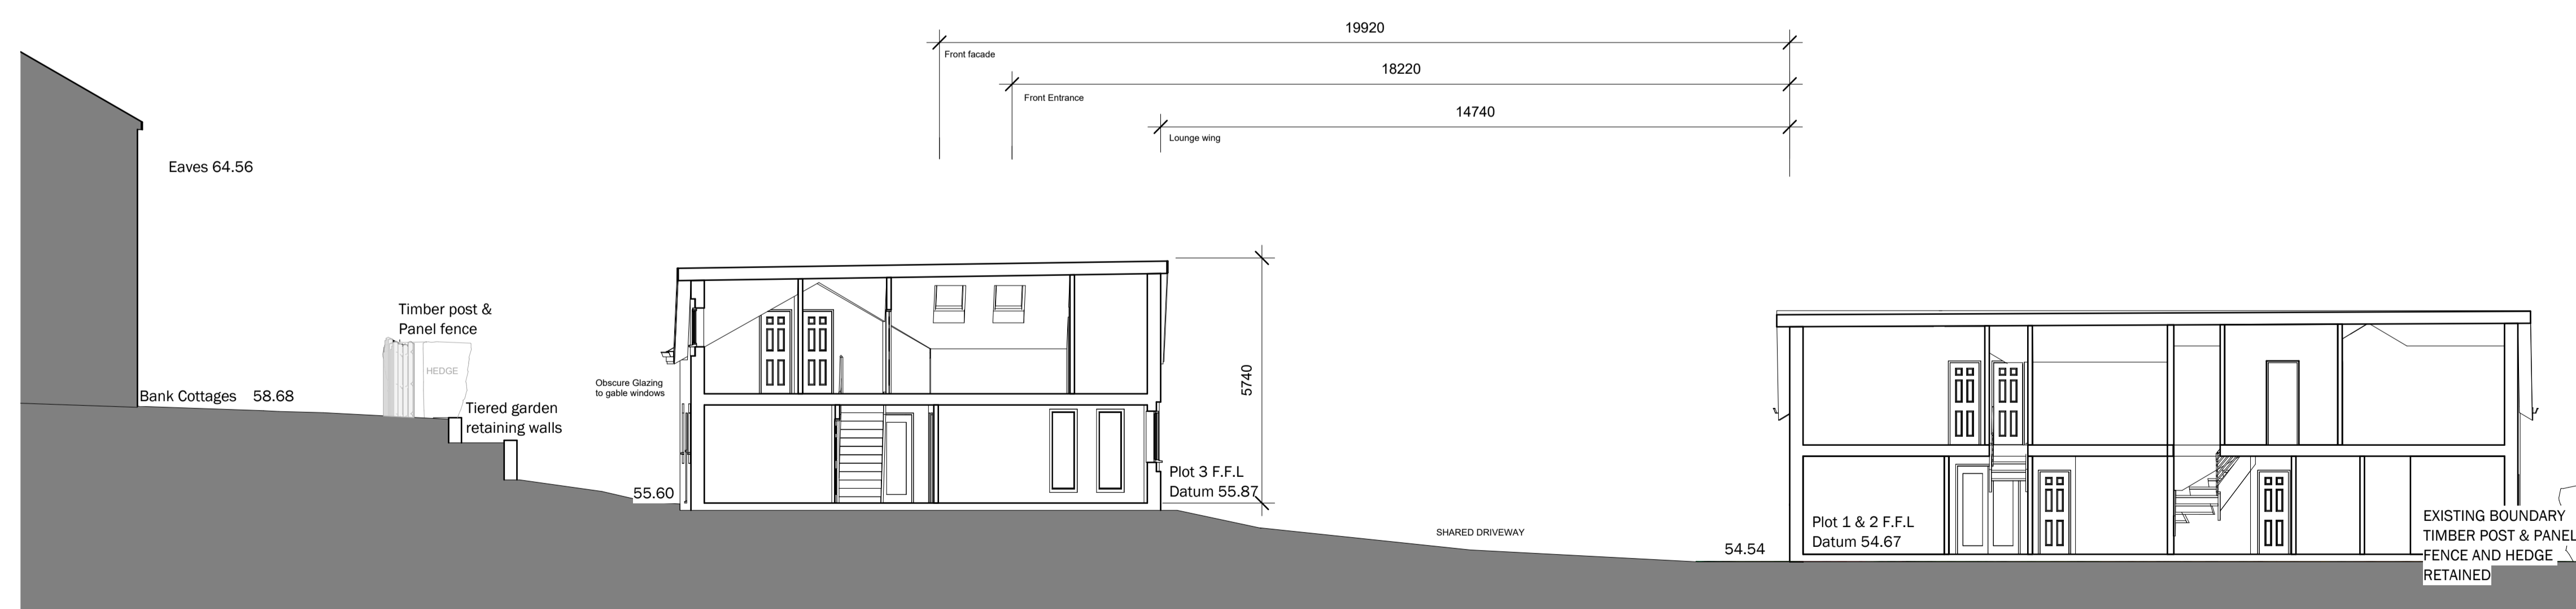 19920
Front facade
18220
Front Entrance
14740
Lounge wing
Eaves 64.56
Timber post &
Panel fence
HEDGE
Obscure Glazing
to gable windows
5740
Bank Cottages 58.68
Tiered garden
retaining walls
55.60
Plot 3 F.F.L
Datum 55.87
SHARED DRIVEWAY
54.54
Plot 1 & 2 F.F.L
Datum 54.67
EXISTING BOUNDARY
TIMBER POST & PANEL
FENCE AND HEDGE
RETAINED